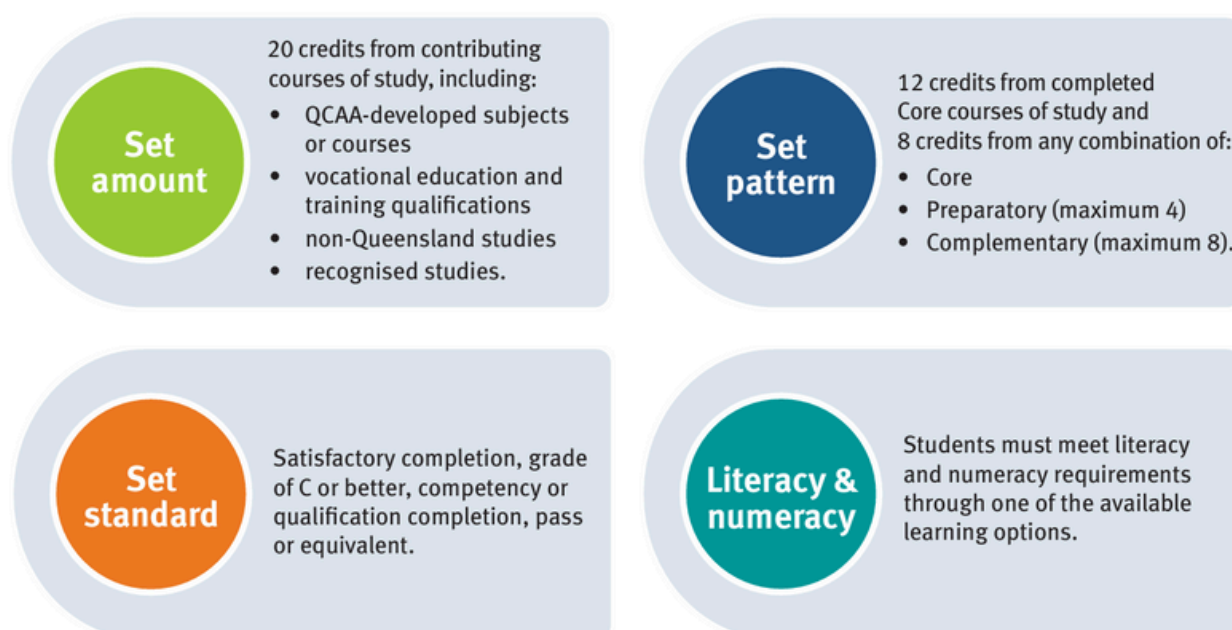 Set
amount
20 credits from contributing
courses of study, including:
• QCAA-developed subjects
or courses
• vocational education and
training qualifications
• non-Queensland studies
• recognised studies.
Set
pattern
12 credits from completed
Core courses of study and
8 credits from any combination of:
• Core
• Preparatory (maximum 4)
• Complementary (maximum 8).
Set
standard
Satisfactory completion, grade
of C or better, competency or
qualification completion, pass
or equivalent.
Literacy &
numeracy
Students must meet literacy
and numeracy requirements
through one of the available
learning options.